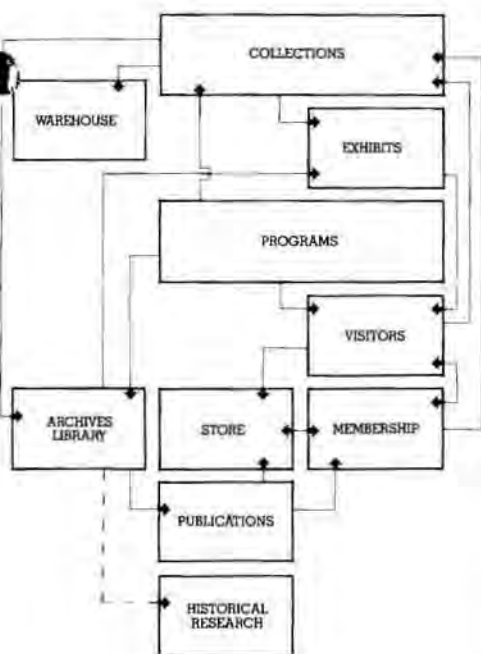 COLLECTIONS
WAREHOUSE
EXHIBITS
PROGRAMS
VISITORS
ARCHIVES
LIBRARY
STORE
MEMBERSHIP
PUBLICATIONS
HISTORICAL
RESEARCH